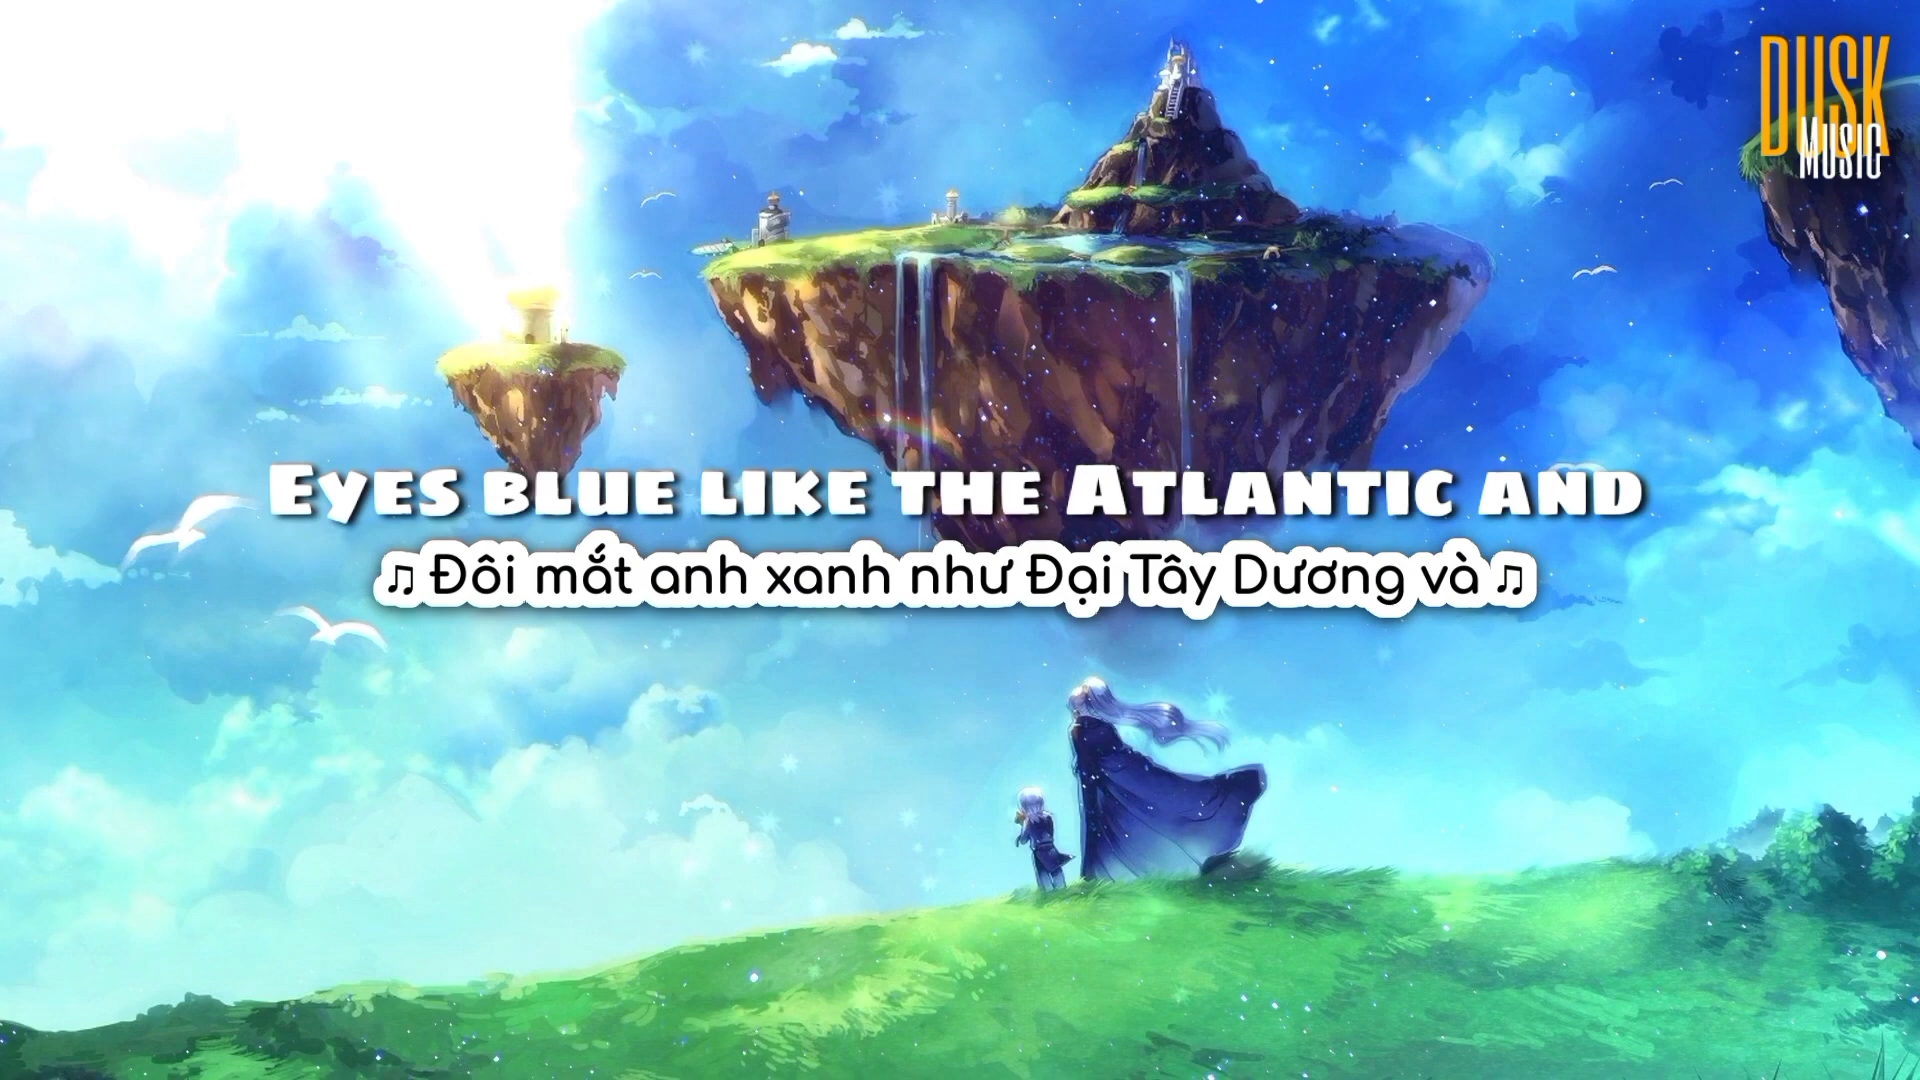 DUSK
MUSIC
EYES BLUE LIKE THE ATLANTIC AND
♫ Đôi mắt anh xanh như Đại Tây Dương và ♫